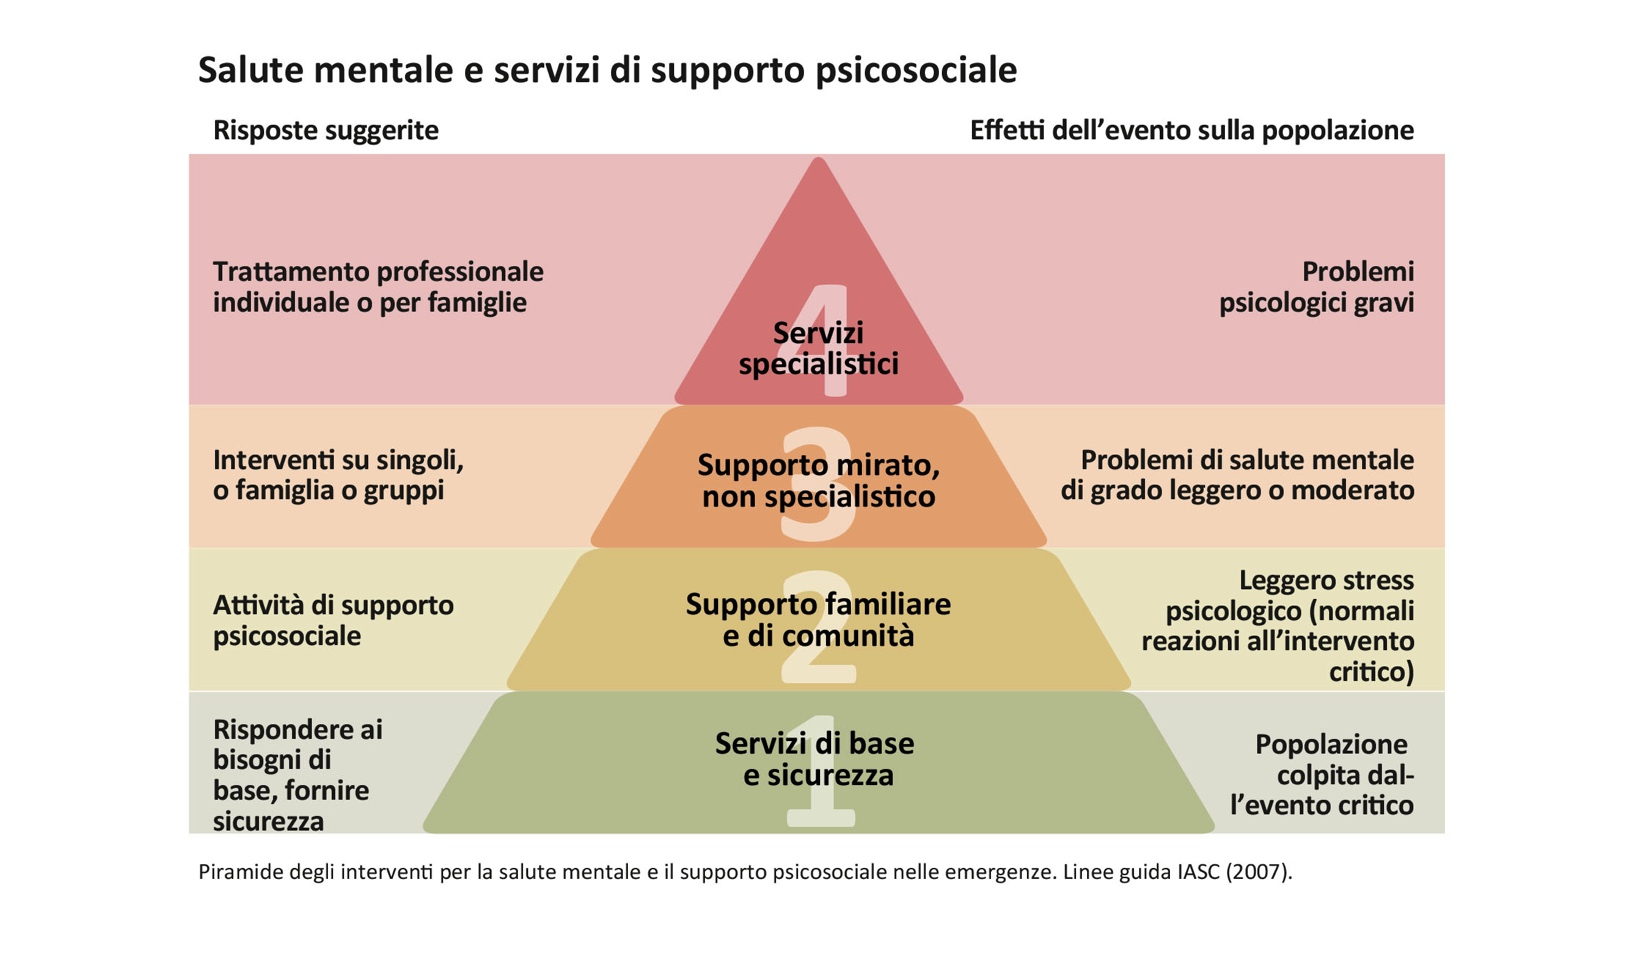 Salute mentale e servizi di supporto psicosociale
Risposte suggerite
Effetti dell’evento sulla popolazione
Trattamento professionale
individuale o per famiglie
4
Servizi
specialistici
Problemi
psicologici gravi
Interventi su singoli,
o famiglia o gruppi
3
Supporto mirato,
non specialistico
Problemi di salute mentale
di grado leggero o moderato
Attività di supporto
psicosociale
2
Supporto familiare
e di comunità
Leggero stress
psicologico (normali
reazioni all’intervento
critico)
Rispondere ai
bisogni di
base, fornire
sicurezza
1
Servizi di base
e sicurezza
Popolazione
colpita dal-
l’evento critico
Piramide degli interventi per la salute mentale e il supporto psicosociale nelle emergenze. Linee guida IASC (2007).